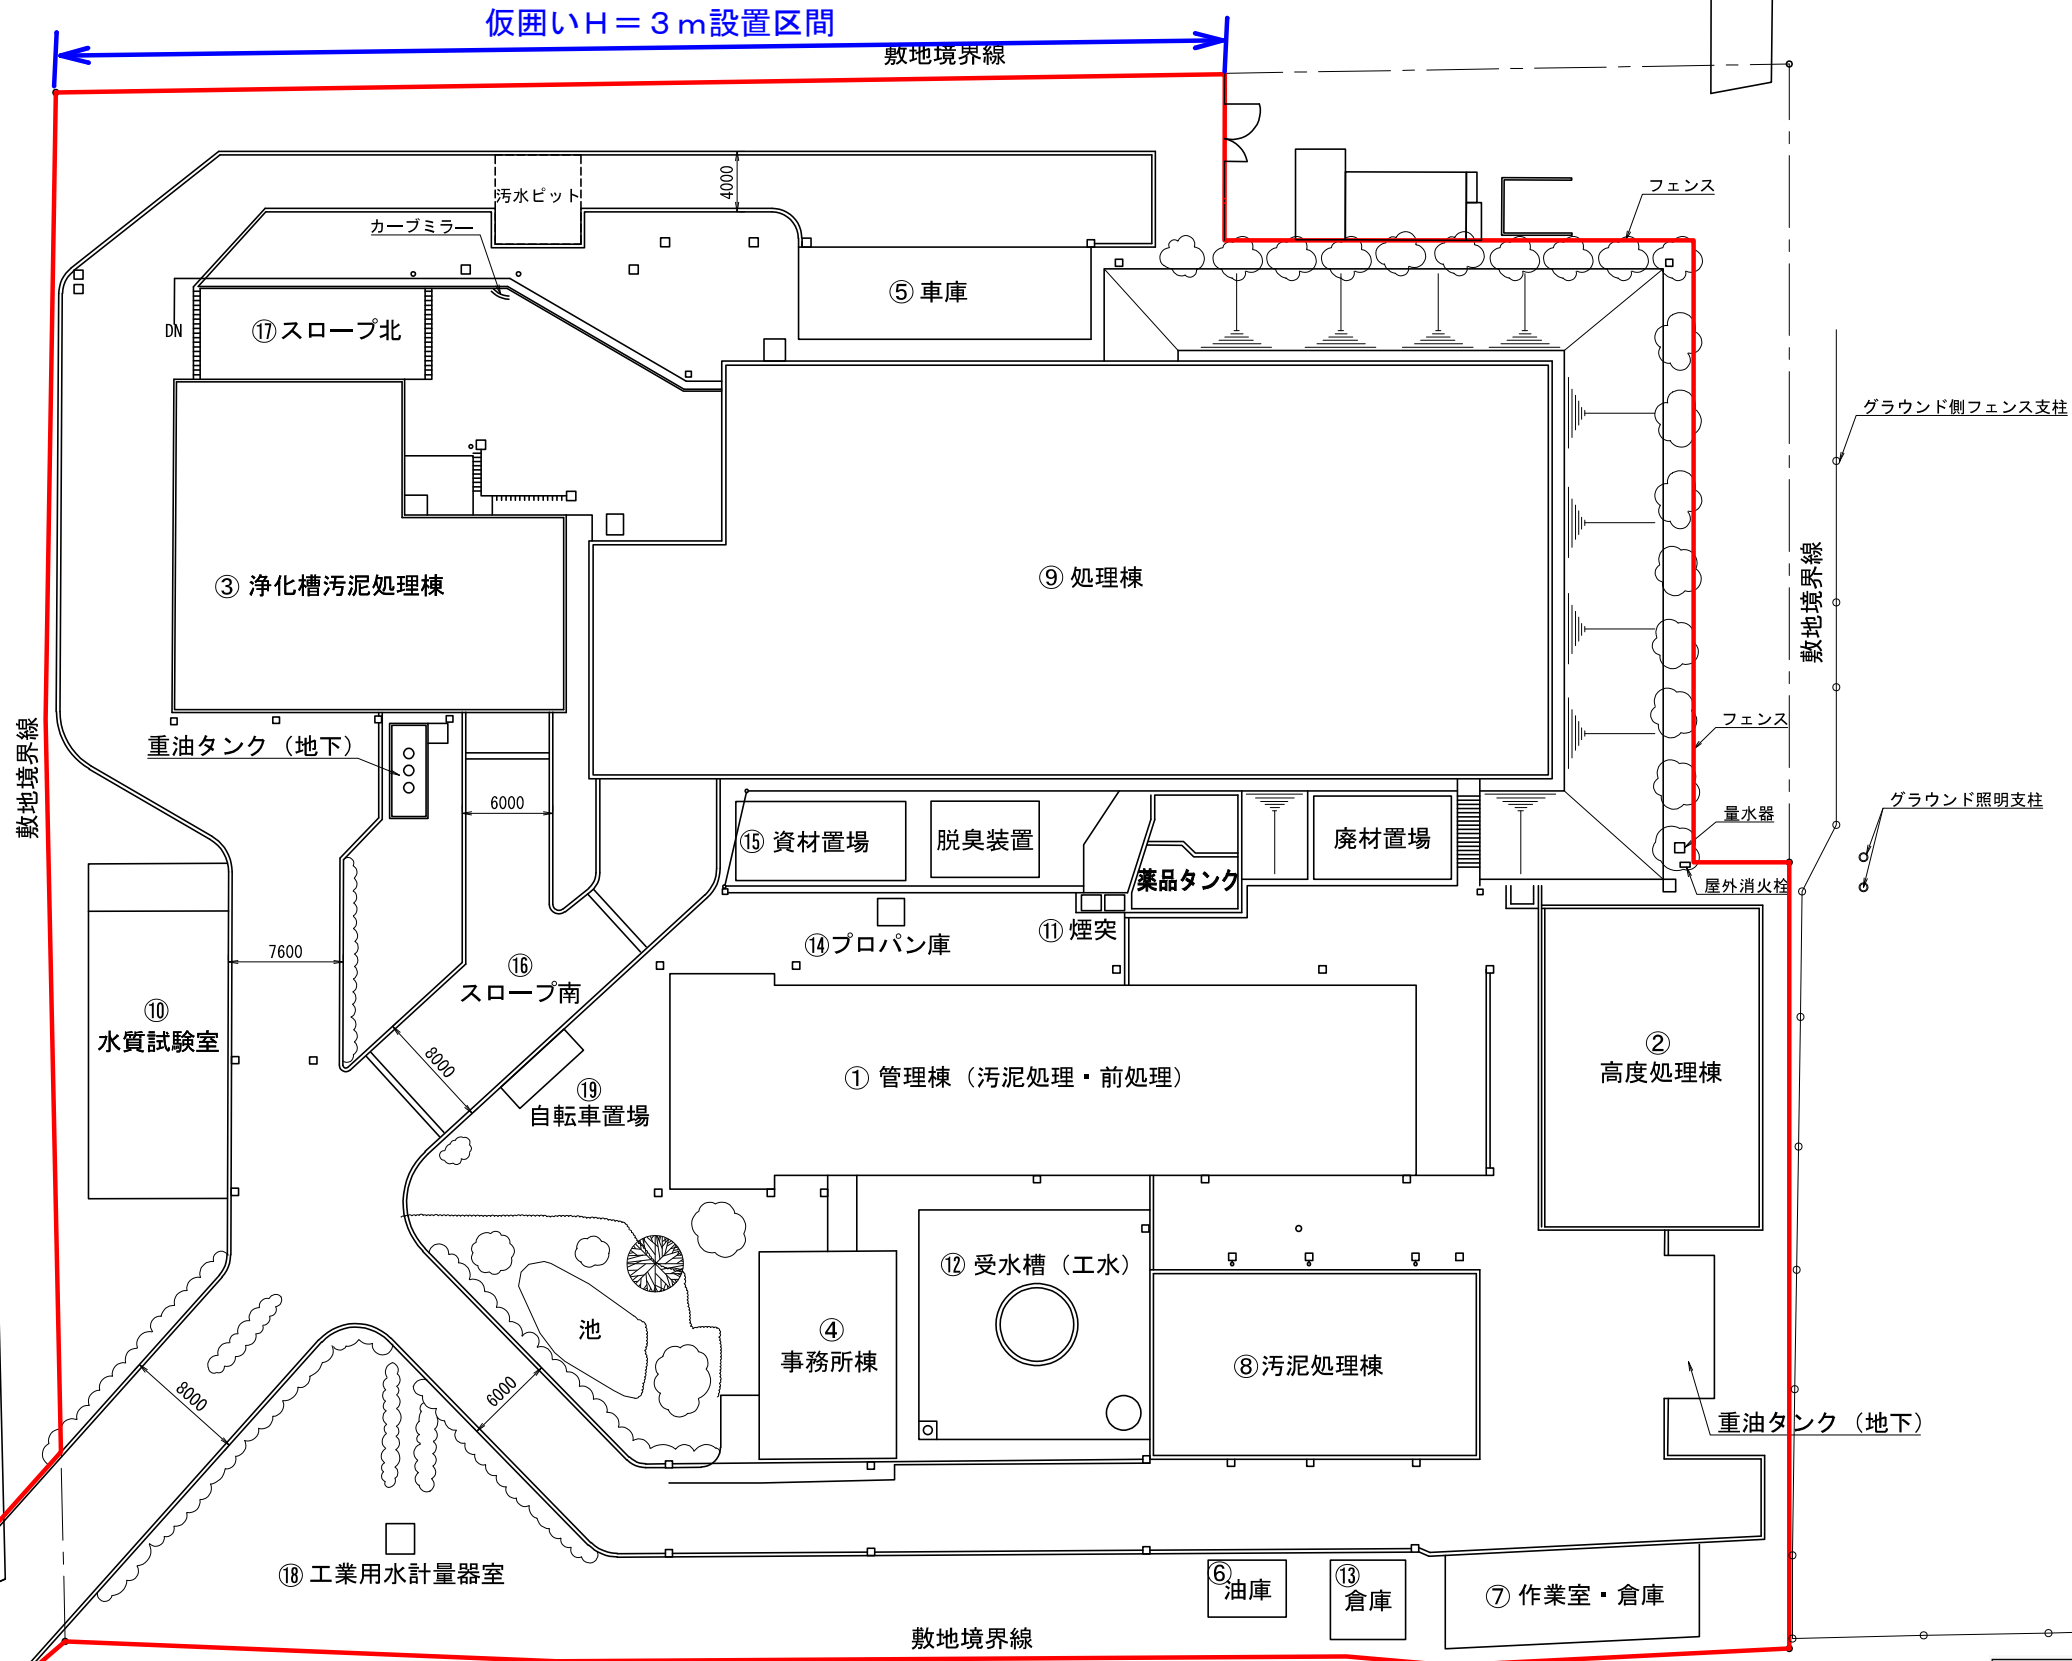 仮囲いH＝3m設置区間
敷地境界線
汚水ピット
4000
フェンス
カーブミラー
⑤ 車庫
DN
⑰スロープ北
グラウンド側フェンス支柱
③ 浄化槽汚泥処理棟
⑨ 処理棟
敷地境界線
敷地境界線
フェンス
重油タンク（地下）
6000
グラウンド照明支柱
量水器
⑮ 資材置場
脱臭装置
廃材置場
薬品タンク
屋外消火栓
⑪ 煙突
⑭プロパン庫
7600
⑯
スロープ南
⑩
水質試験室
8000
②
高度処理棟
① 管理棟（汚泥処理・前処理）
⑲
自転車置場
⑫ 受水槽（工水）
池
④
事務所棟
⑧汚泥処理棟
8000
6000
重油タンク（地下）
⑱工業用水計量器室
⑥
油庫
⑬
倉庫
⑦ 作業室・倉庫
敷地境界線